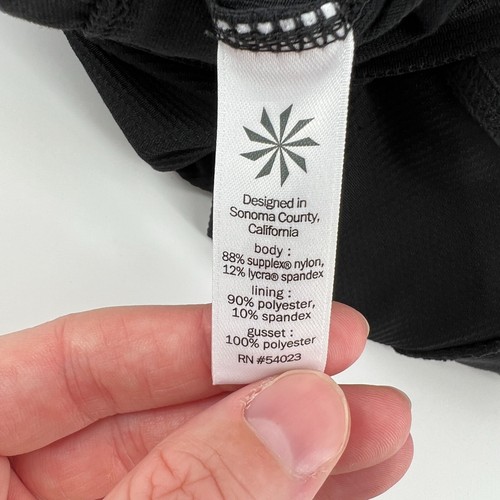 Designed in
Sonoma County,
California
body :
88% supplex® nylon,
12% lycra® spandex
lining :
90% polyester,
10% spandex
gusset :
100% polyester
RN #54023